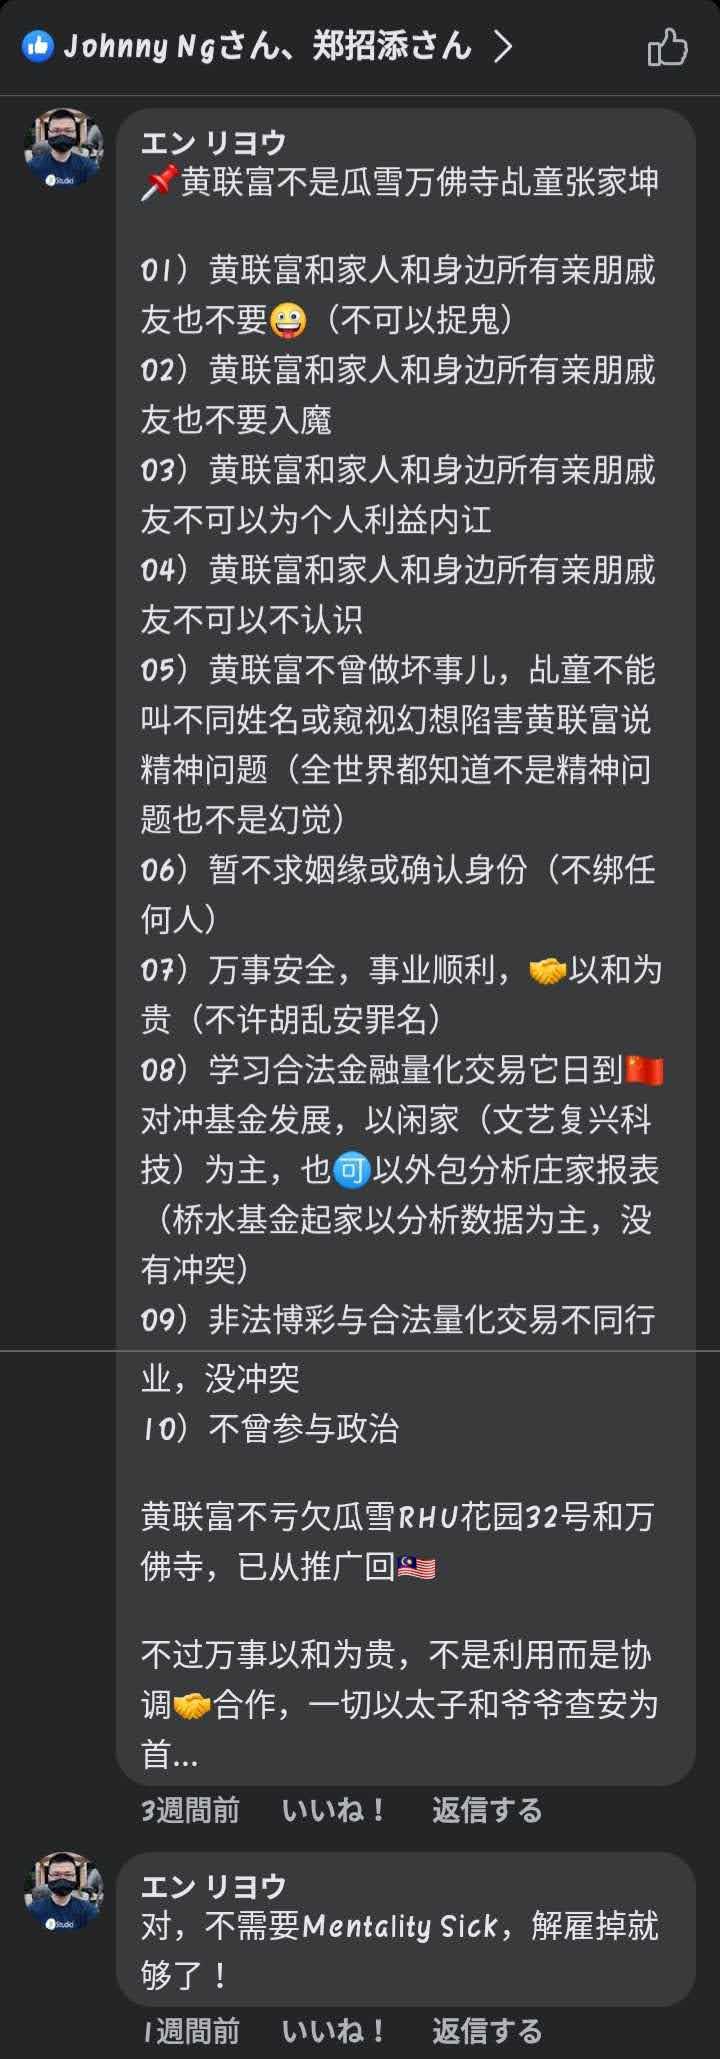 Johnny Ngさん、郑招添さん
エン リヨウ
📌黄联富不是瓜雪万佛寺乩童张家坤
01）黄联富和家人和身边所有亲朋戚
友也不要🤪（不可以捉鬼）
02）黄联富和家人和身边所有亲朋戚
友也不要入魔
03）黄联富和家人和身边所有亲朋戚
友不可以为个人利益内讧
04）黄联富和家人和身边所有亲朋戚
友不可以不认识
05）黄联富不曾做坏事儿，乩童不能
叫不同姓名或窥视幻想陷害黄联富说
精神问题（全世界都知道不是精神问
题也不是幻觉）
06）暂不求姻缘或确认身份（不绑任
何人）
07）万事安全，事业顺利，🤝以和为
贵（不许胡乱安罪名）
08）学习合法金融量化交易它日到🇨🇳
对冲基金发展，以闲家（文艺复兴科
技）为主，也🉑以外包分析庄家报表
（桥水基金起家以分析数据为主，没
有冲突）
09）非法博彩与合法量化交易不同行
业，没冲突
10）不曾参与政治
黄联富不亏欠瓜雪RHU花园32号和万
佛寺，已从推广回🇲🇾
不过万事以和为贵，不是利用而是协
调🤝合作，一切以太子和爷爷查安为
首...
3週間前 いいね！ 返信する
エン リヨウ
对，不需要Mentality Sick，解雇掉就
够了！
1週間前 いいね！ 返信する